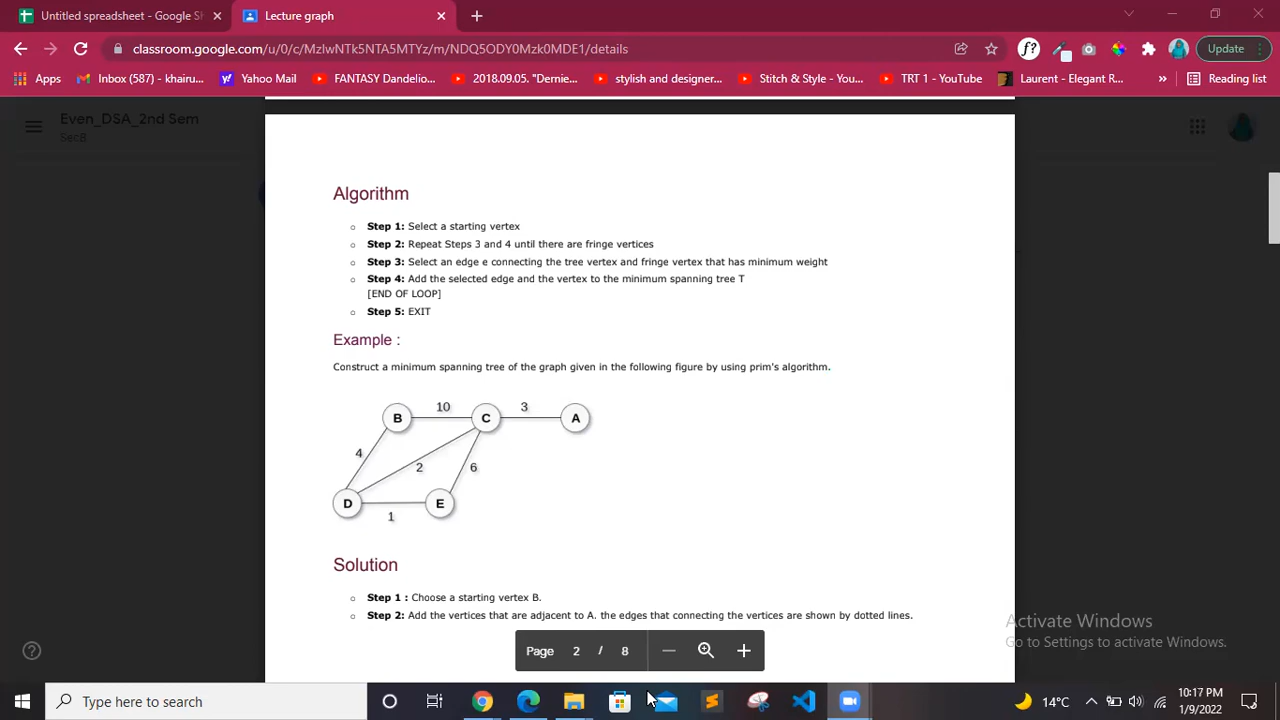 Untitled spreadsheet - Google Sh
Lecture graph
classroom.google.com/u/0/c/MzIwNTk5NTA5MTYz/m/NDQ5ODY0Mzk0MDE1/details
Update
Apps
Inbox (587) - khairu...
Yahoo Mail
FANTASY Dandelio...
2018.09.05. "Dernie...
stylish and designer...
Stitch & Style - You...
TRT 1 - YouTube
Laurent - Elegant R...
»
Reading list
Even_DSA_2nd Sem
SecB
Algorithm
Step 1: Select a starting vertex
Step 2: Repeat Steps 3 and 4 until there are fringe vertices
Step 3: Select an edge e connecting the tree vertex and fringe vertex that has minimum weight
Step 4: Add the selected edge and the vertex to the minimum spanning tree T
[END OF LOOP]
Step 5: EXIT
Example :
Construct a minimum spanning tree of the graph given in the following figure by using prim's algorithm.
10 3
B C A
4
2 6
D E
1
Solution
Step 1 : Choose a starting vertex B.
Step 2: Add the vertices that are adjacent to A. the edges that connecting the vertices are shown by dotted lines.
Page 2 / 8
Activate Windows
Go to Settings to activate Windows.
Type here to search
14°C
10:17 PM
1/9/2022